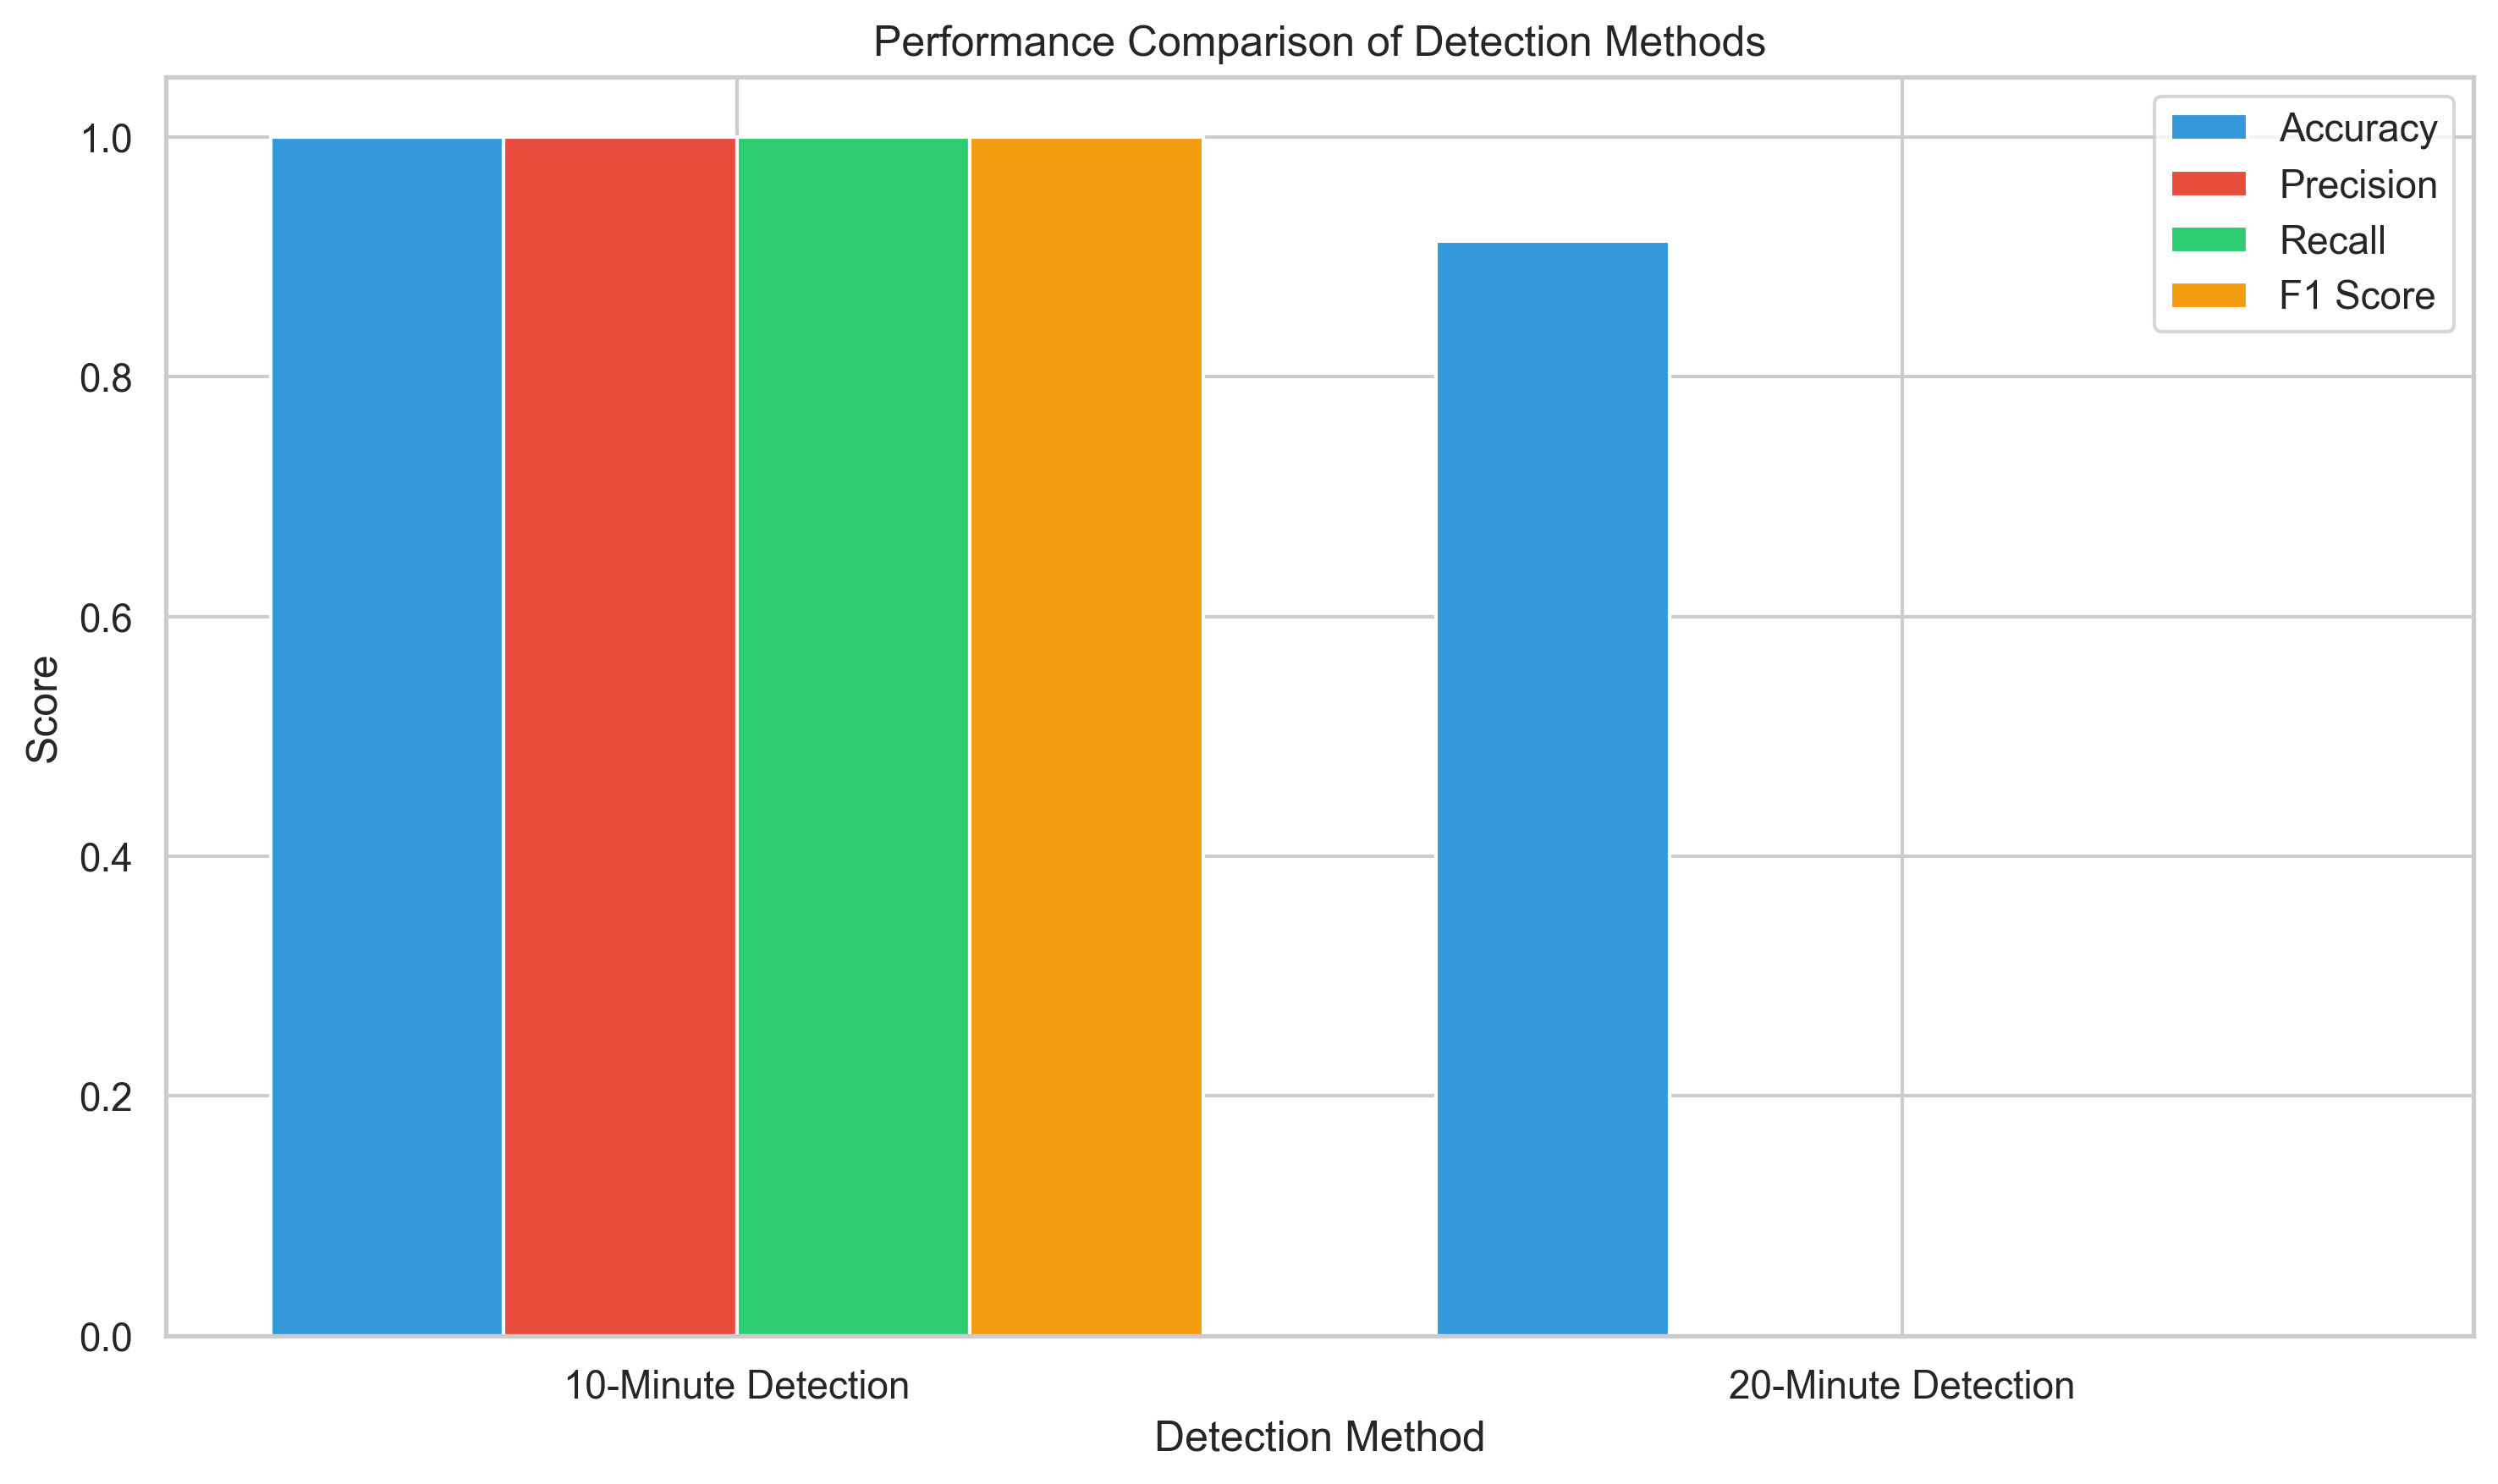 Performance Comparison of Detection Methods
Accuracy
Precision
Recall
F1 Score
1.0
0.8
0.6
0.4
0.2
0.0
Score
10-Minute Detection
20-Minute Detection
Detection Method